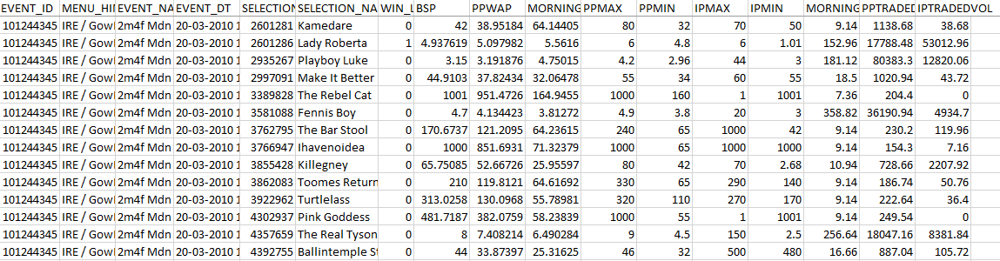 EVENT_ID MENU_HI EVENT_NA EVENT_DT SELECTION SELECTION_NA WIN_L BSP PPWAP MORNING PPMAX PPMIN IPMAX IPMIN MORNING PPTRADED IPTRADEDVOL
101244345 IRE / Gow 2m4f Mdn 20-03-2010 1 2601281 Kamedare 0 42 38.95184 64.14405 80 32 70 50 9.14 1138.68 38.68
101244345 IRE / Gow 2m4f Mdn 20-03-2010 1 2601286 Lady Roberta 1 4.937619 5.097982 5.5616 6 4.8 6 1.01 152.96 17788.48 53012.96
101244345 IRE / Gow 2m4f Mdn 20-03-2010 1 2935267 Playboy Luke 0 3.15 3.191876 4.75015 4.2 2.96 44 3 181.12 80383.3 12820.06
101244345 IRE / Gow 2m4f Mdn 20-03-2010 1 2997091 Make It Better 0 44.9103 37.82434 32.06478 55 34 60 55 18.5 1020.94 43.72
101244345 IRE / Gow 2m4f Mdn 20-03-2010 1 3389828 The Rebel Cat 0 1001 951.4726 164.9455 1000 160 1 1001 7.36 204.4 0
101244345 IRE / Gow 2m4f Mdn 20-03-2010 1 3581088 Fennis Boy 0 4.7 4.134423 3.81272 4.9 3.8 20 3 358.82 36190.94 4934.7
101244345 IRE / Gow 2m4f Mdn 20-03-2010 1 3762795 The Bar Stool 0 170.6737 121.2095 64.23615 240 65 1000 42 9.14 230.2 119.96
101244345 IRE / Gow 2m4f Mdn 20-03-2010 1 3766947 Ihavenoidea 0 1000 851.6931 71.32379 1000 65 1000 1000 9.14 154.3 7.16
101244345 IRE / Gow 2m4f Mdn 20-03-2010 1 3855428 Killegney 0 65.75085 52.66726 25.95597 80 42 70 2.68 10.94 728.66 2207.92
101244345 IRE / Gow 2m4f Mdn 20-03-2010 1 3862083 Toomes Return 0 210 119.8121 64.61692 330 65 290 140 9.14 186.74 50.76
101244345 IRE / Gow 2m4f Mdn 20-03-2010 1 3922962 Turtlelass 0 313.0258 130.0968 55.78981 320 110 270 170 9.14 222.64 36.4
101244345 IRE / Gow 2m4f Mdn 20-03-2010 1 4302937 Pink Goddess 0 481.7187 382.0759 58.23839 1000 55 1 1001 9.14 249.54 0
101244345 IRE / Gow 2m4f Mdn 20-03-2010 1 4357659 The Real Tyson 0 8 7.408214 6.490284 9 4.5 150 2.5 256.64 18047.16 8381.84
101244345 IRE / Gow 2m4f Mdn 20-03-2010 1 4392755 Ballintemple St 0 44 33.87397 25.31625 46 32 500 480 16.66 887.04 105.72